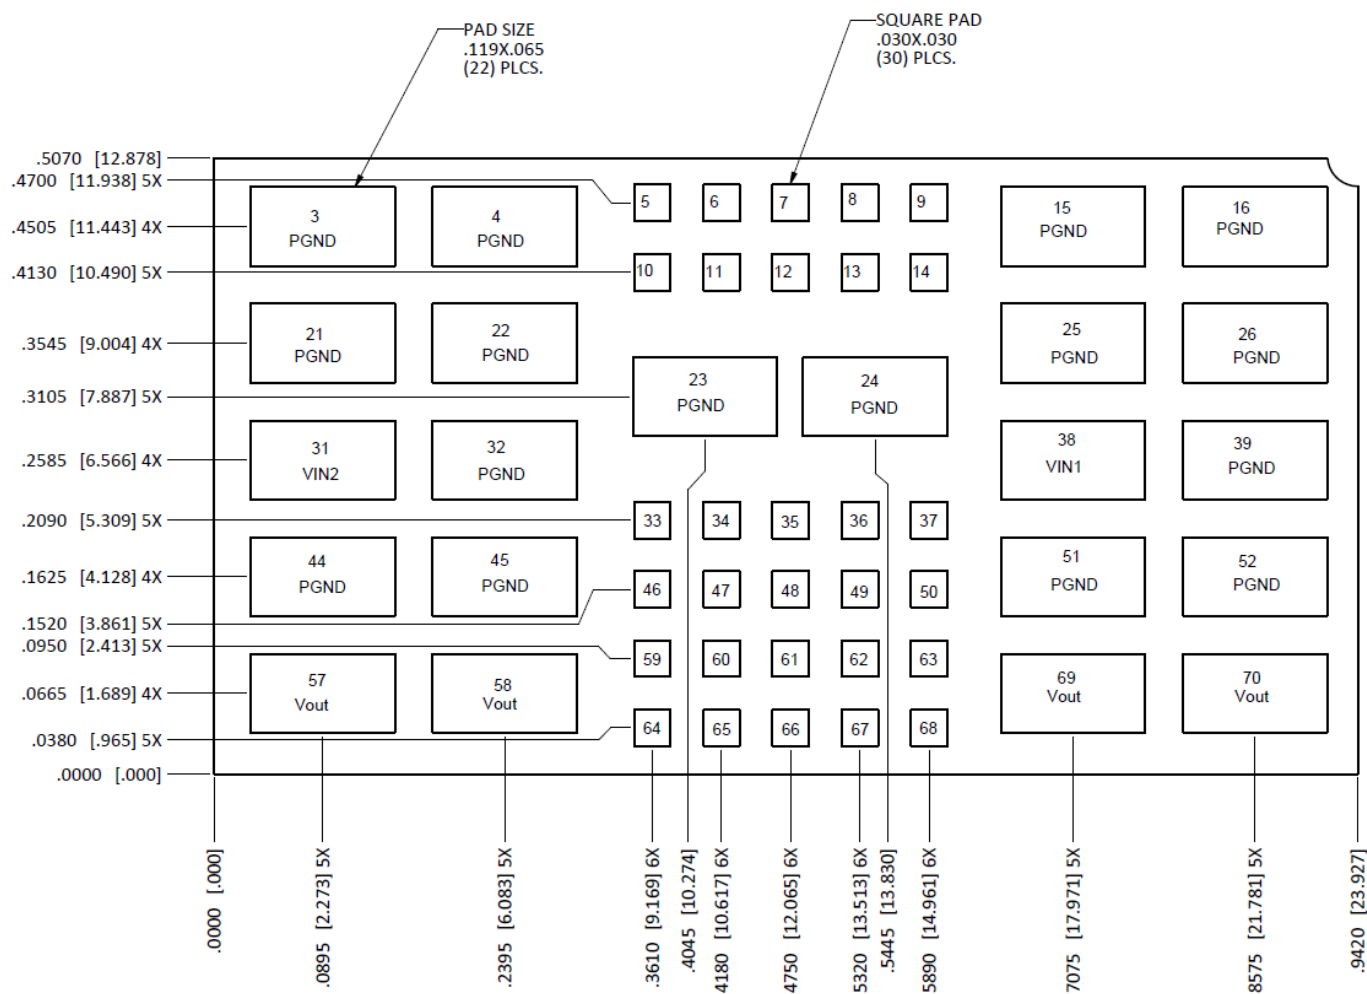 PAD SIZE
.119X.065
(22) PLCS.
SQUARE PAD
.030X.030
(30) PLCS.
.5070 [12.878]
.4700 [11.938] 5X
.4505 [11.443] 4X
.4130 [10.490] 5X
.3545 [9.004] 4X
.3105 [7.887] 5X
.2585 [6.566] 4X
.2090 [5.309] 5X
.1625 [4.128] 4X
.1520 [3.861] 5X
.0950 [2.413] 5X
.0665 [1.689] 4X
.0380 [.965] 5X
.0000 [.000]
3
PGND
4
PGND
5
6
7
8
9
15
PGND
16
PGND
10
11
12
13
14
21
PGND
22
PGND
23
PGND
24
PGND
25
PGND
26
PGND
31
VIN2
32
PGND
38
VIN1
39
PGND
33
34
35
36
37
44
PGND
45
PGND
46
47
48
49
50
51
PGND
52
PGND
57
Vout
58
Vout
59
60
61
62
63
69
Vout
70
Vout
64
65
66
67
68
.0000 [.000]
.0895 [2.273] 5X
.2395 [6.083] 5X
.3610 [9.169] 6X
.4045 [10.274]
4180 [10.617] 6X
4750 [12.065] 6X
5320 [13.513] 6X
.5445 [13.830]
5890 [14.961] 6X
7075 [17.971] 5X
8575 [21.781] 5X
.9420 [23.927]